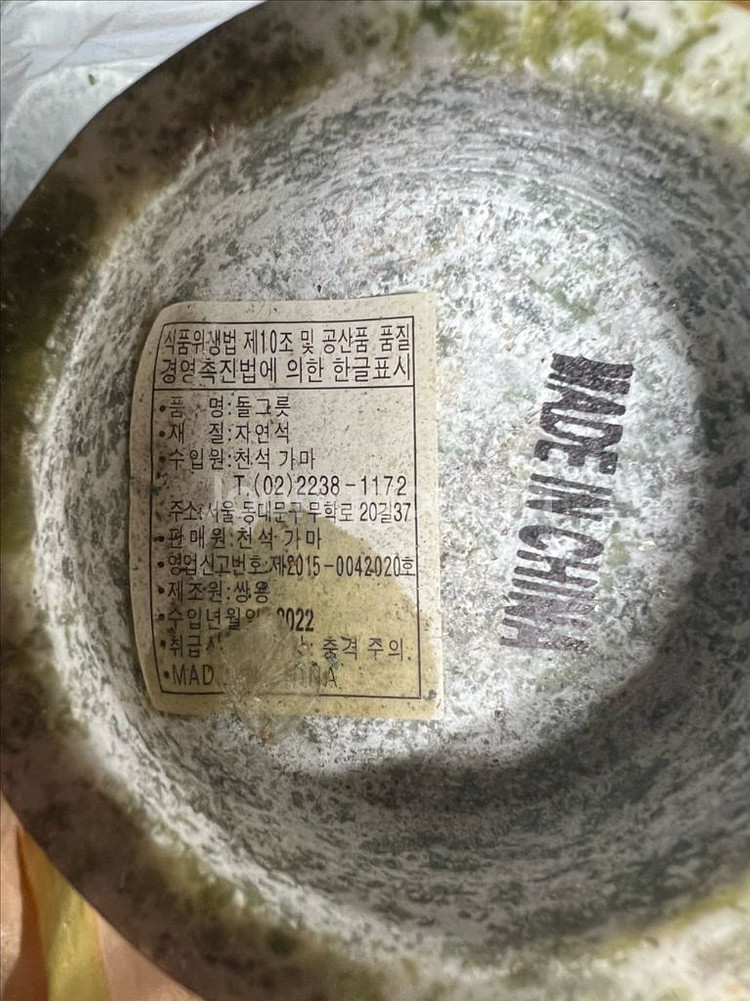 식품위생법 제10조 및 공산품 품질
경영촉진법에 의한 한글표시
•품 명:돌그릇
•재 질:자연석
•수입원:천석 가마
T.(02)2238-1172
주소:서울 동대문구 무학로 20길37
•판매원:천석 가마
•영업신고번호:제2015-0042020호
•제조원:쌍용
•수입년월일 2022
충격 주의.
MADE IN CHINA